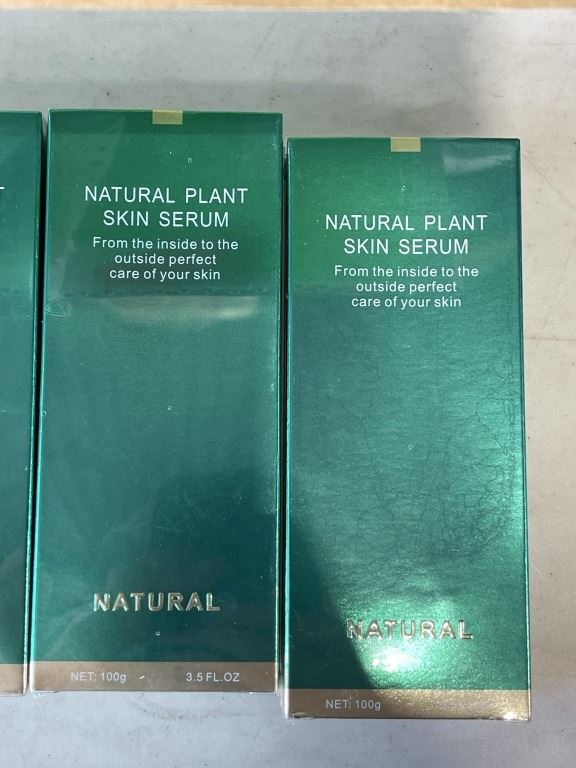 NATURAL PLANT
SKIN SERUM
From the inside to the
outside perfect
care of your skin
NATURAL
NET: 100g 3.5 FL.OZ
NATURAL PLANT
SKIN SERUM
From the inside to the
outside perfect
care of your skin
NATURAL
NET: 100g